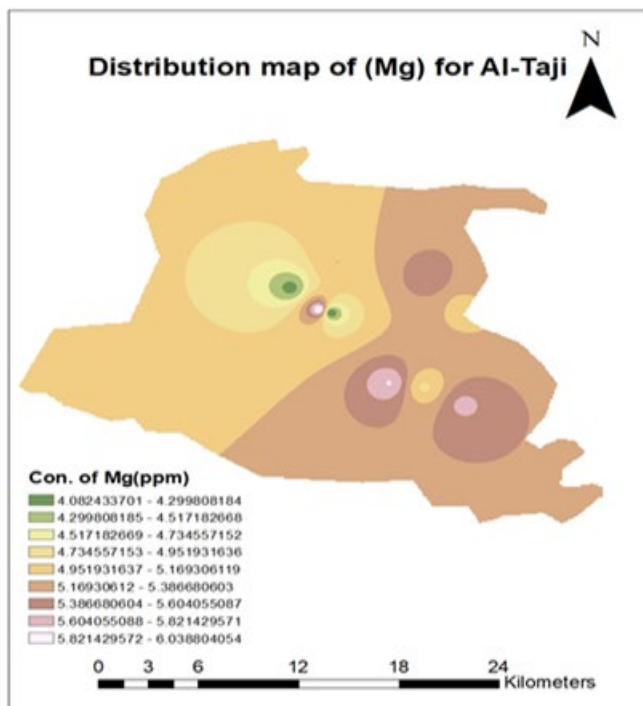 N
Distribution map of (Mg) for Al-Taji
Con. of Mg(ppm)
4.082433701 - 4.299808184
4.299808185 - 4.517182668
4.517182669 - 4.734557152
4.734557153 - 4.951931636
4.951931637 - 5.169306119
5.16930612 - 5.386680603
5.386680604 - 5.604055087
5.604055088 - 5.821429571
5.821429572 - 6.038804054
0 3 6 12 18 24
Kilometers